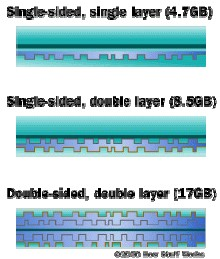 Single-sided, single layer (4.7GB)
Single-sided, double layer (8.5GB)
Double-sided, double layer (17GB)
How Stuff Works